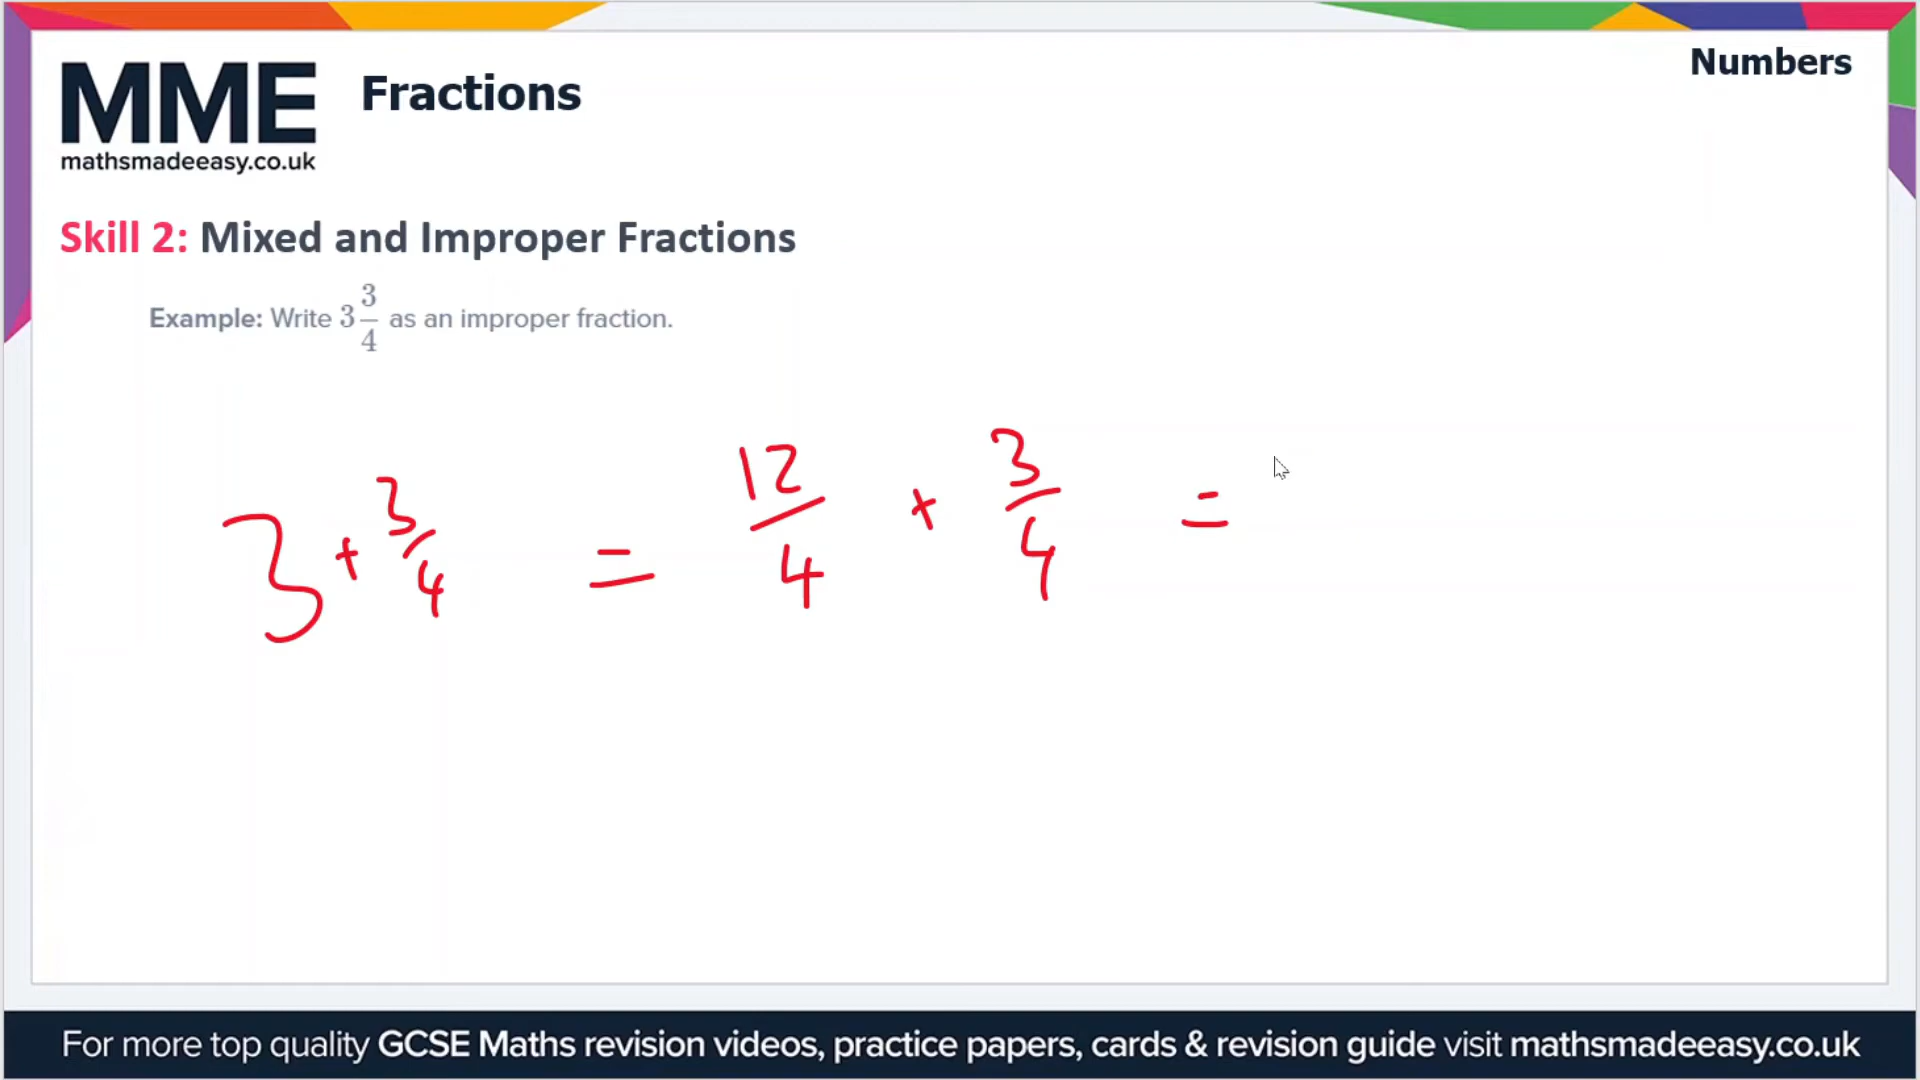 Numbers
MME Fractions
mathsmadeeasy.co.uk
Skill 2: Mixed and Improper Fractions
Example: Write 3 3/4 as an improper fraction.
3 + 3/4 = 12/4 + 3/4 =
For more top quality GCSE Maths revision videos, practice papers, cards & revision guide visit mathsmadeeasy.co.uk